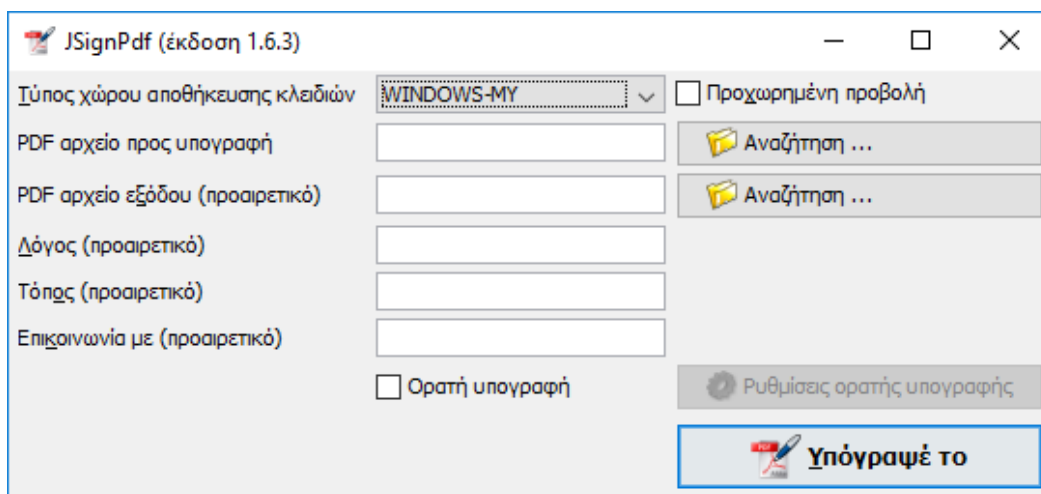 JSignPdf (έκδοση 1.6.3)
Τύπος χώρου αποθήκευσης κλειδιών WINDOWS-MY Προχωρημένη προβολή
PDF αρχείο προς υπογραφή Αναζήτηση ...
PDF αρχείο εξόδου (προαιρετικό) Αναζήτηση ...
Λόγος (προαιρετικό)
Τόπος (προαιρετικό)
Επικοινωνία με (προαιρετικό)
Ορατή υπογραφή Ρυθμίσεις ορατής υπογραφής
Υπόγραψέ το